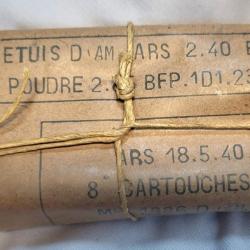 ETUIS D'AM ARS 2.40
POUDRE 2. BFP.1D1.23
ARS 18.5.40
8 CARTOUCHES